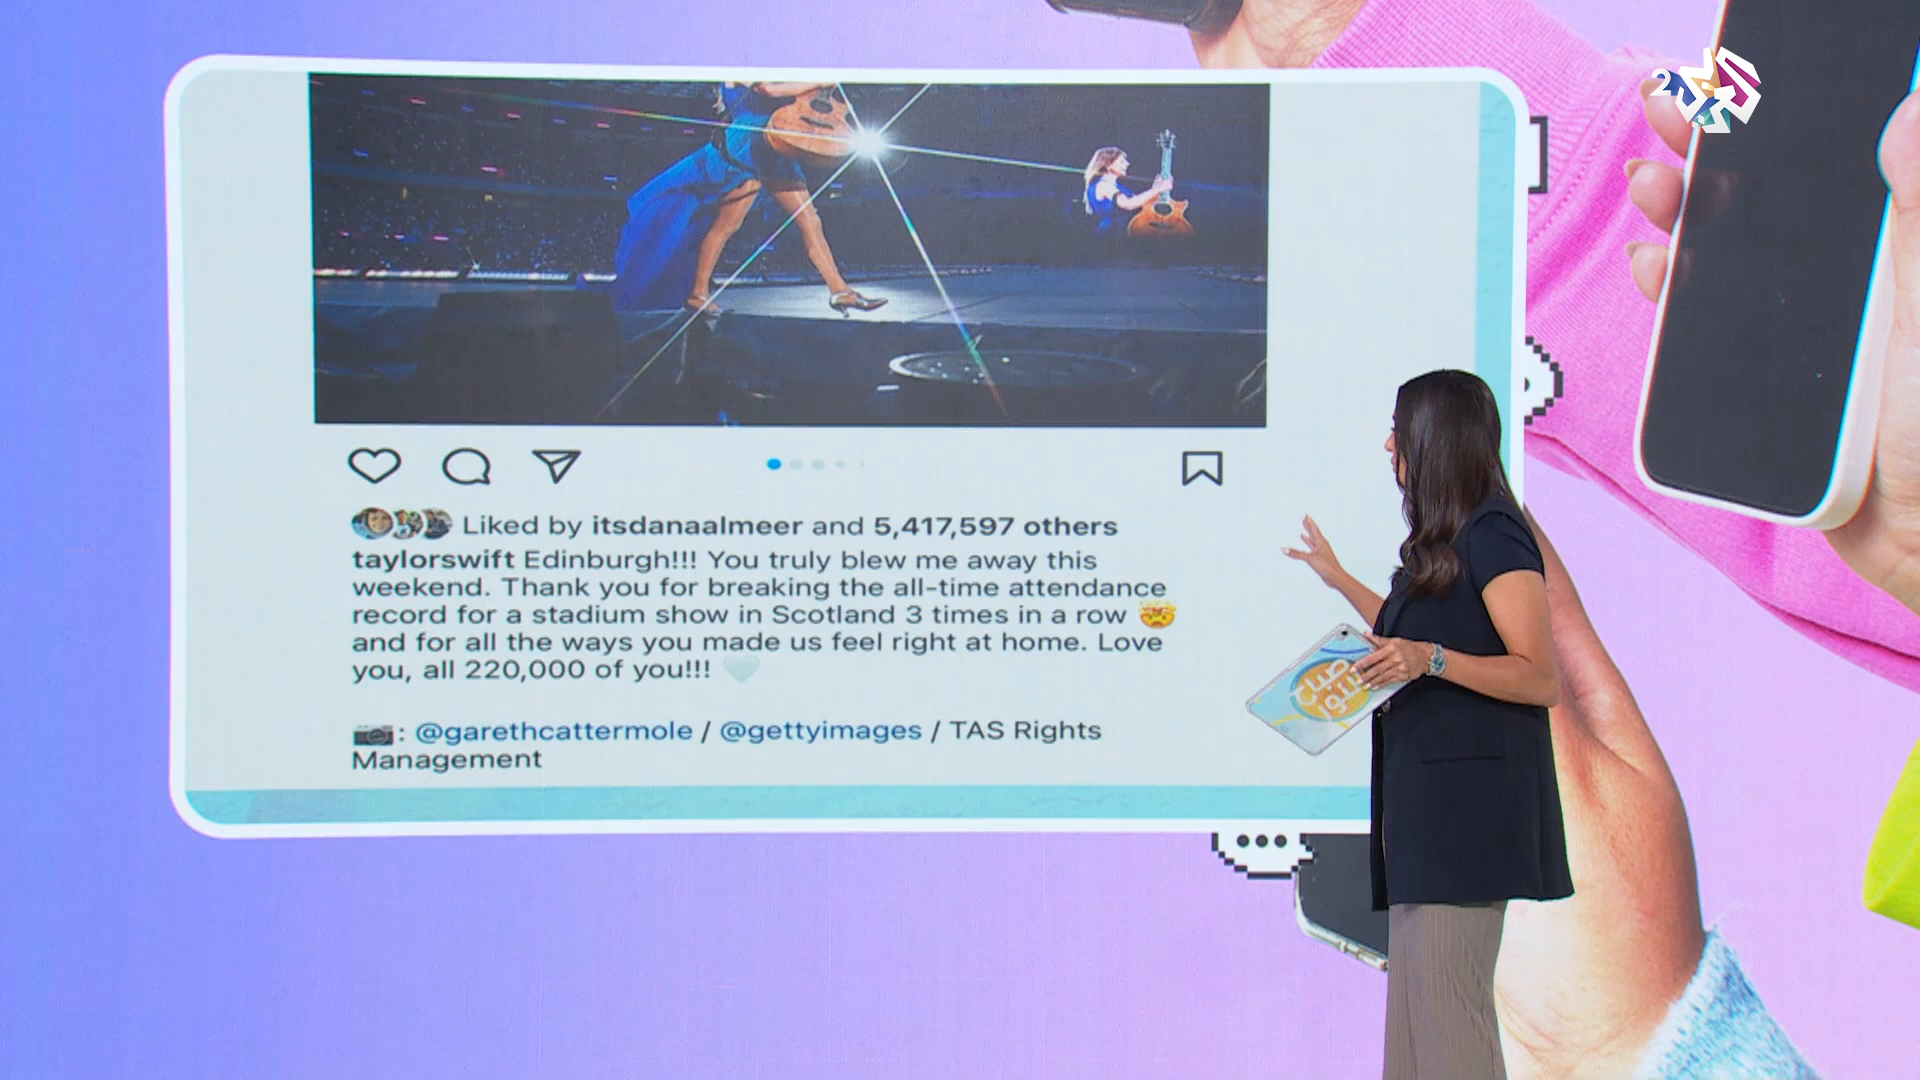 Liked by itsdanaalmeer and 5,417,597 others
taylorswift Edinburgh!!! You truly blew me away this
weekend. Thank you for breaking the all-time attendance
record for a stadium show in Scotland 3 times in a row 🤯
and for all the ways you made us feel right at home. Love
you, all 220,000 of you!!! 🤍
📷: @garethcattermole / @gettyimages / TAS Rights
Management
صباح
النور
2